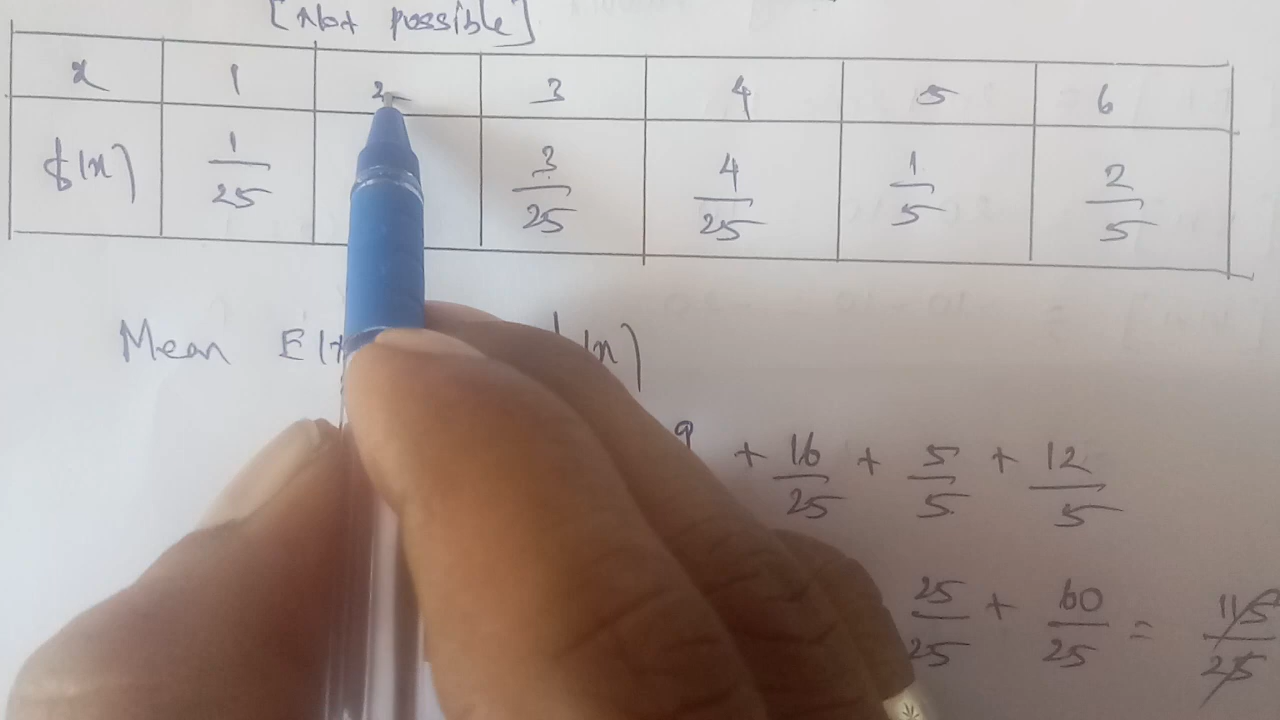 [Not possible]
x 1 2 3 4 5 6
f(x) 1/25 3/25 4/25 1/5 2/5
Mean E(x (x)
9 + 16/25 + 5/5 + 12/5
25/25 + 60/25 = 115/25